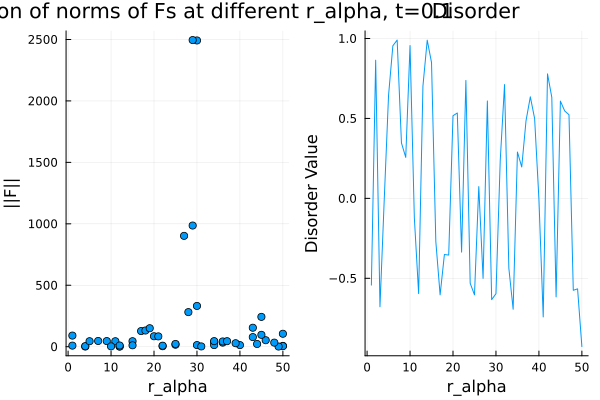 on of norms of Fs at different r_alpha, t=0.1
Disorder
2500
2000
1500
1000
500
0
||F||
0 10 20 30 40 50
r_alpha
1.0
0.5
0.0
−0.5
Disorder Value
0 10 20 30 40 50
r_alpha